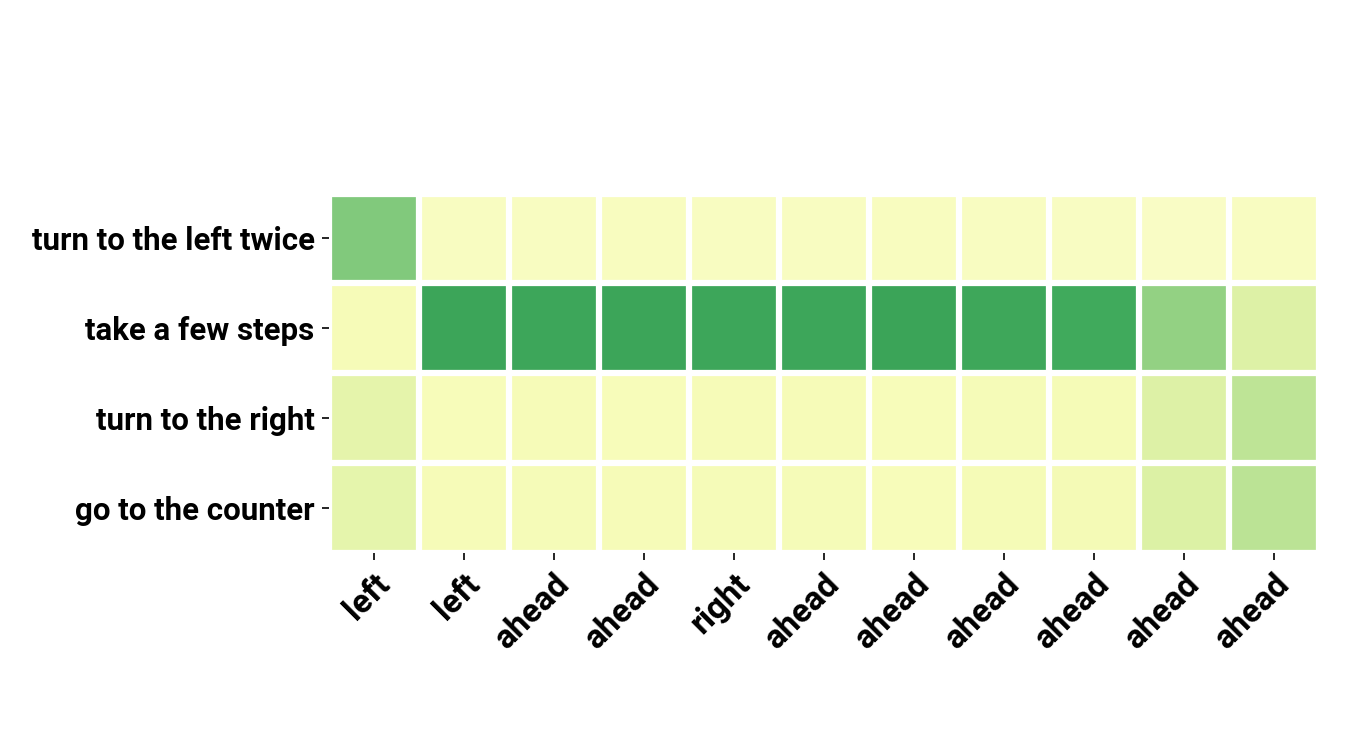 turn to the left twice
take a few steps
turn to the right
go to the counter
left
left
ahead
ahead
right
ahead
ahead
ahead
ahead
ahead
ahead